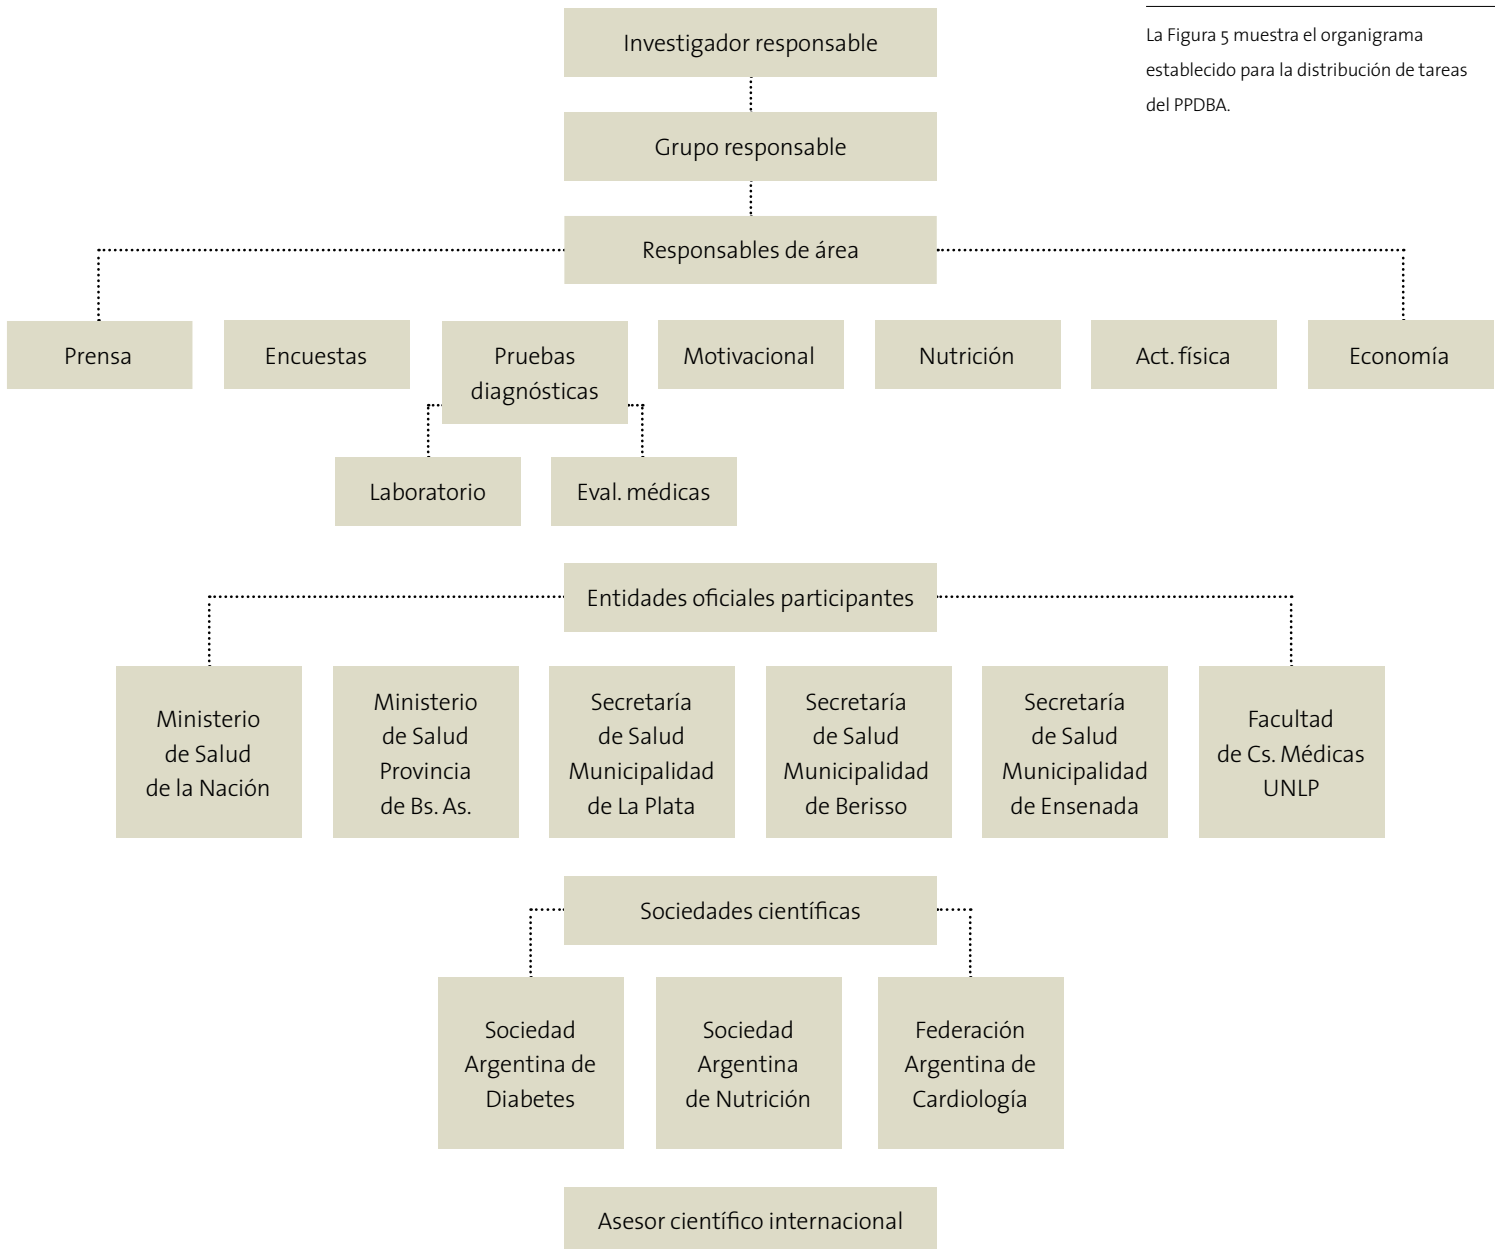 Investigador responsable
La Figura 5 muestra el organigrama
establecido para la distribución de tareas
del PPDBA.
Grupo responsable
Responsables de área
Prensa
Encuestas
Pruebas
diagnósticas
Motivacional
Nutrición
Act. física
Economía
Laboratorio
Eval. médicas
Entidades oficiales participantes
Ministerio
de Salud
de la Nación
Ministerio
de Salud
Provincia
de Bs. As.
Secretaría
de Salud
Municipalidad
de La Plata
Secretaría
de Salud
Municipalidad
de Berisso
Secretaría
de Salud
Municipalidad
de Ensenada
Facultad
de Cs. Médicas
UNLP
Sociedades científicas
Sociedad
Argentina de
Diabetes
Sociedad
Argentina
de Nutrición
Federación
Argentina de
Cardiología
Asesor científico internacional